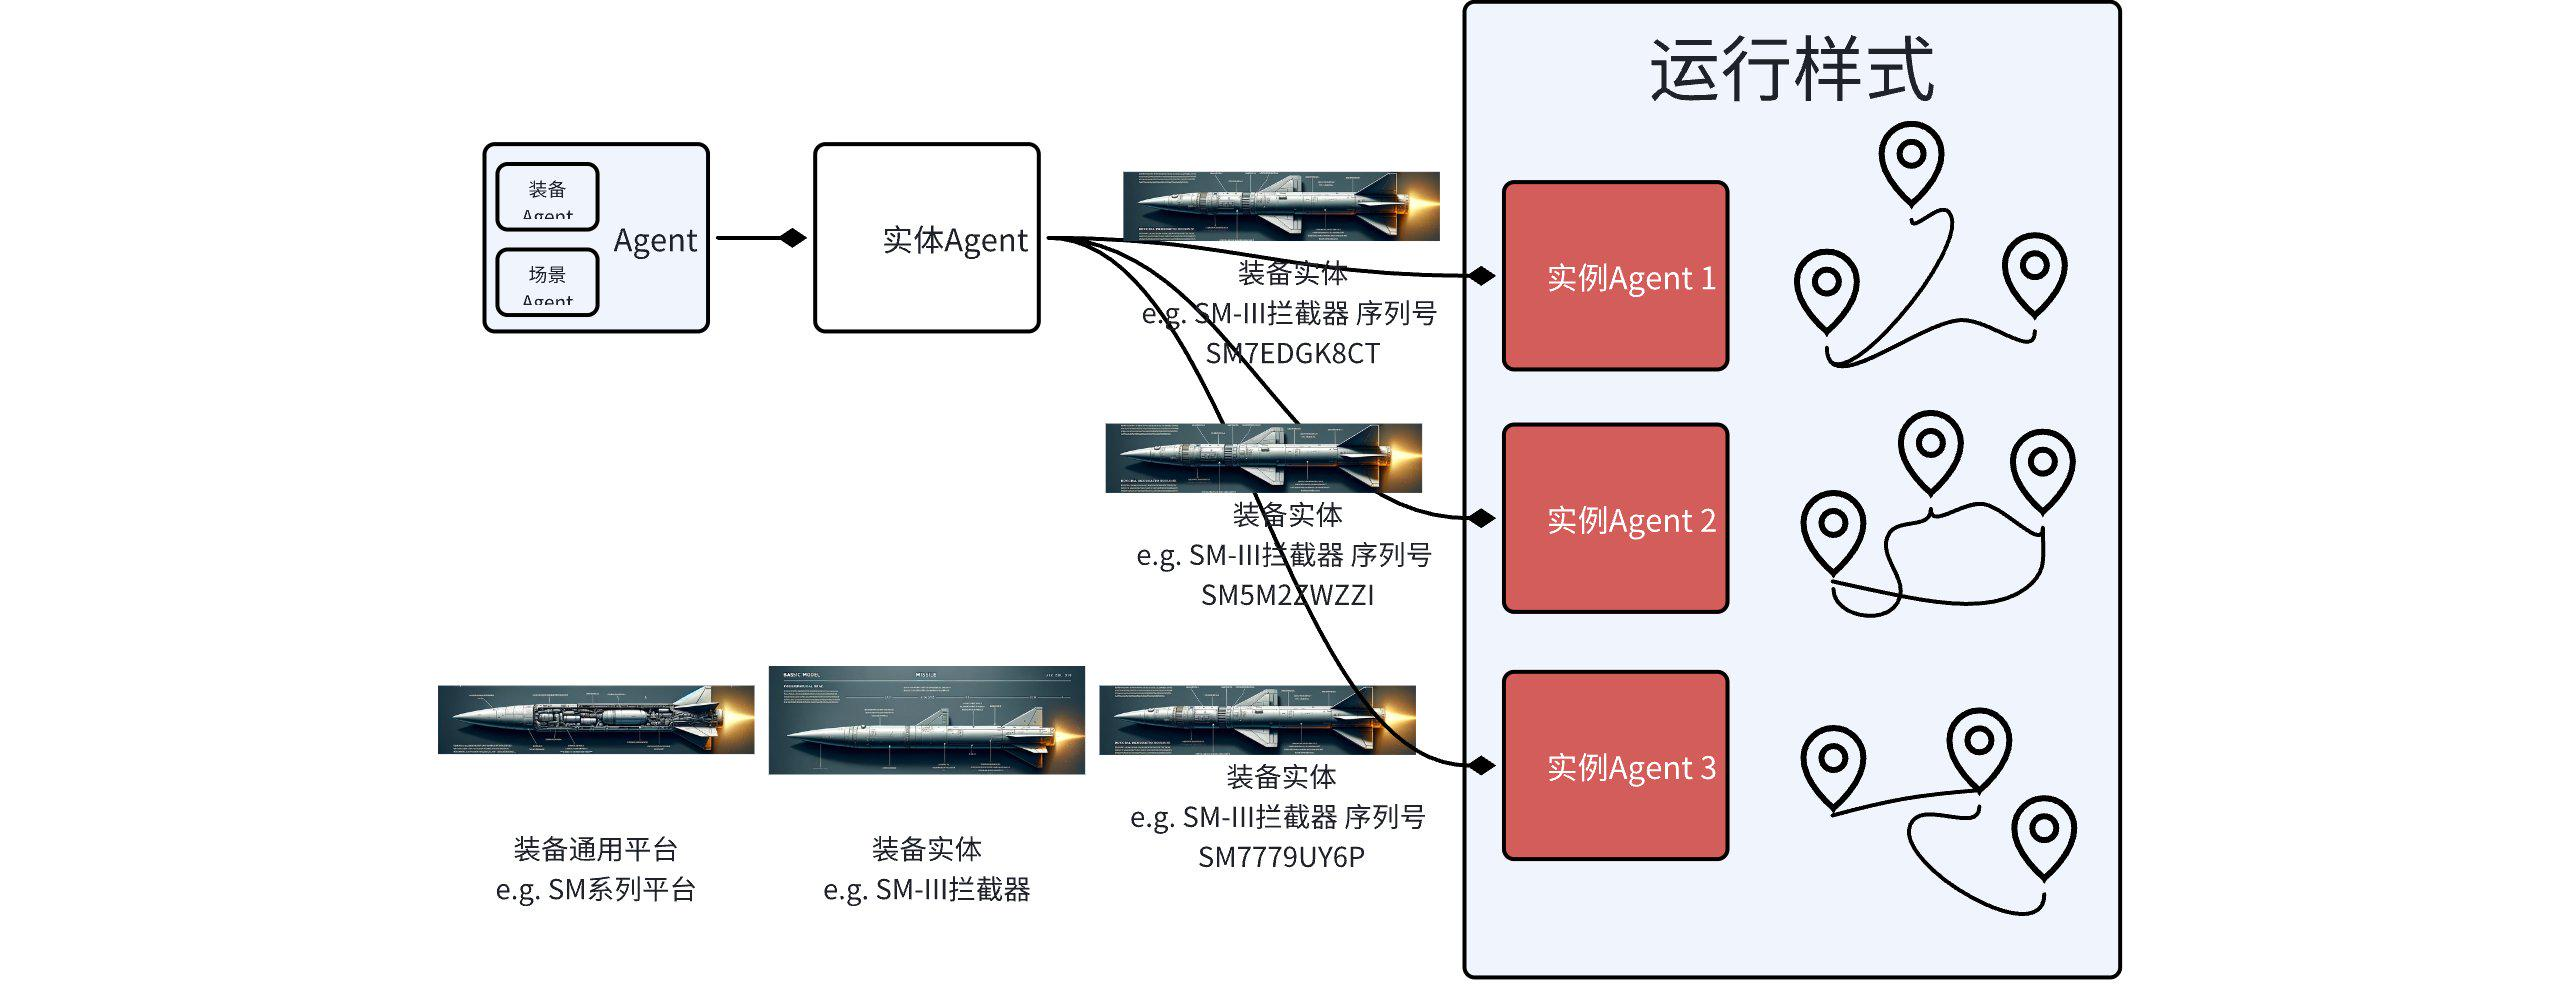 运行样式
装备
Agent
场景
Agent
Agent
实体Agent
装备实体
e.g. SM-III拦截器 序列号
SM7EDGK8CT
实例Agent 1
装备实体
e.g. SM-III拦截器 序列号
SM5M2ZWZZI
实例Agent 2
BASSIC MODEL
MISSILE
装备实体
e.g. SM-III拦截器 序列号
SM7779UY6P
实例Agent 3
装备通用平台
e.g. SM系列平台
装备实体
e.g. SM-III拦截器